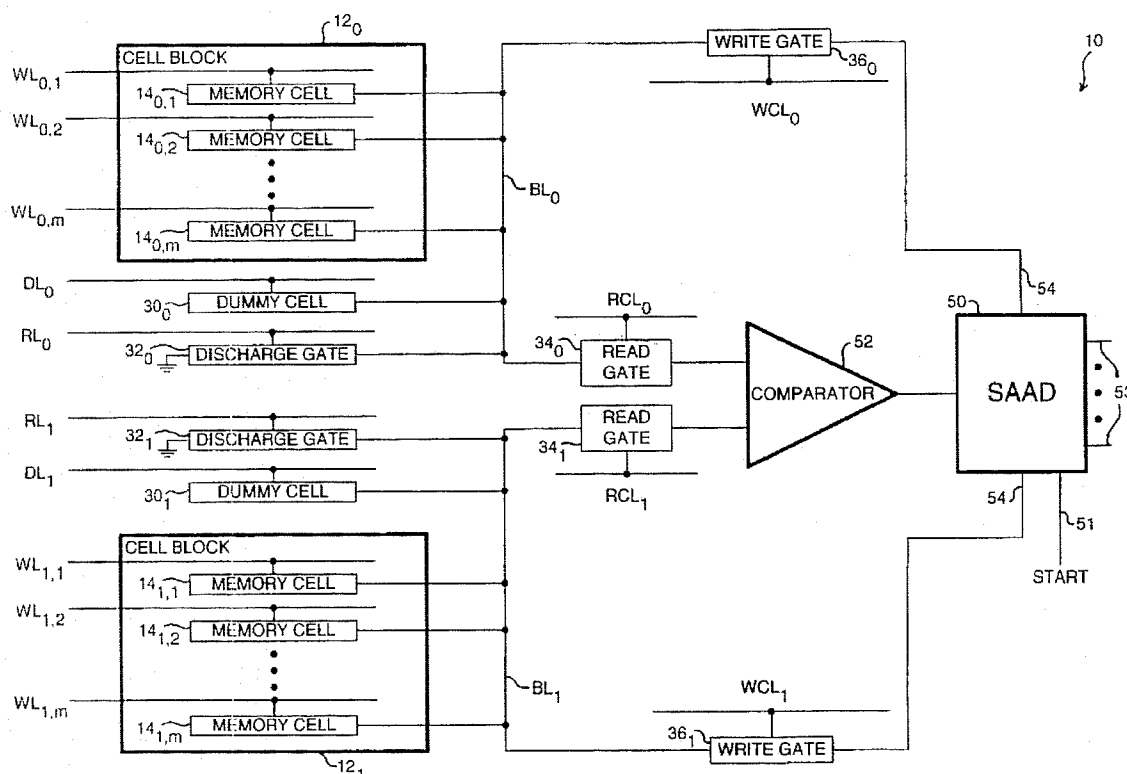 12₀
CELL BLOCK
WL₀,₁
14₀,₁ MEMORY CELL
WL₀,₂
14₀,₂ MEMORY CELL
WL₀,m
14₀,m MEMORY CELL
BL₀
DL₀
30₀ DUMMY CELL
RL₀
32₀ DISCHARGE GATE
RL₁
32₁ DISCHARGE GATE
DL₁
30₁ DUMMY CELL
CELL BLOCK
WL₁,₁
14₁,₁ MEMORY CELL
WL₁,₂
14₁,₂ MEMORY CELL
WL₁,m
14₁,m MEMORY CELL
12₁
BL₁
WRITE GATE
36₀
WCL₀
10
RCL₀
34₀ READ GATE
READ GATE
34₁
RCL₁
52
COMPARATOR
54
50
SAAD
53
54
51
START
WCL₁
36₁
WRITE GATE